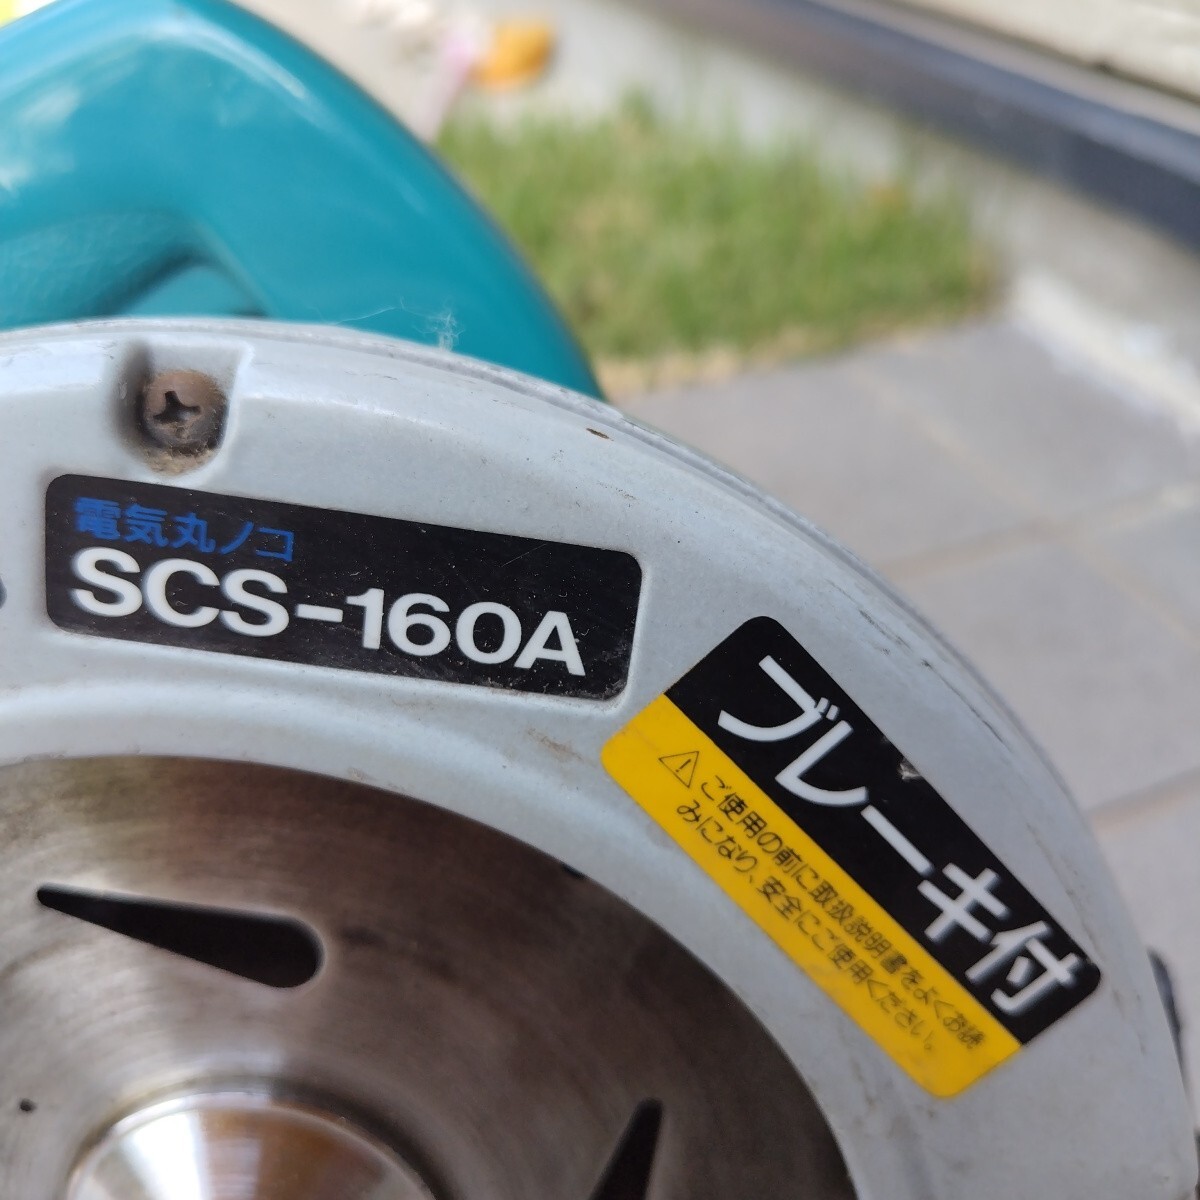 電気丸ノコ
SCS-160A
ブレーキ付
⚠ご使用の前に取扱説明書をよくお読
みになり、安全にご使用ください。